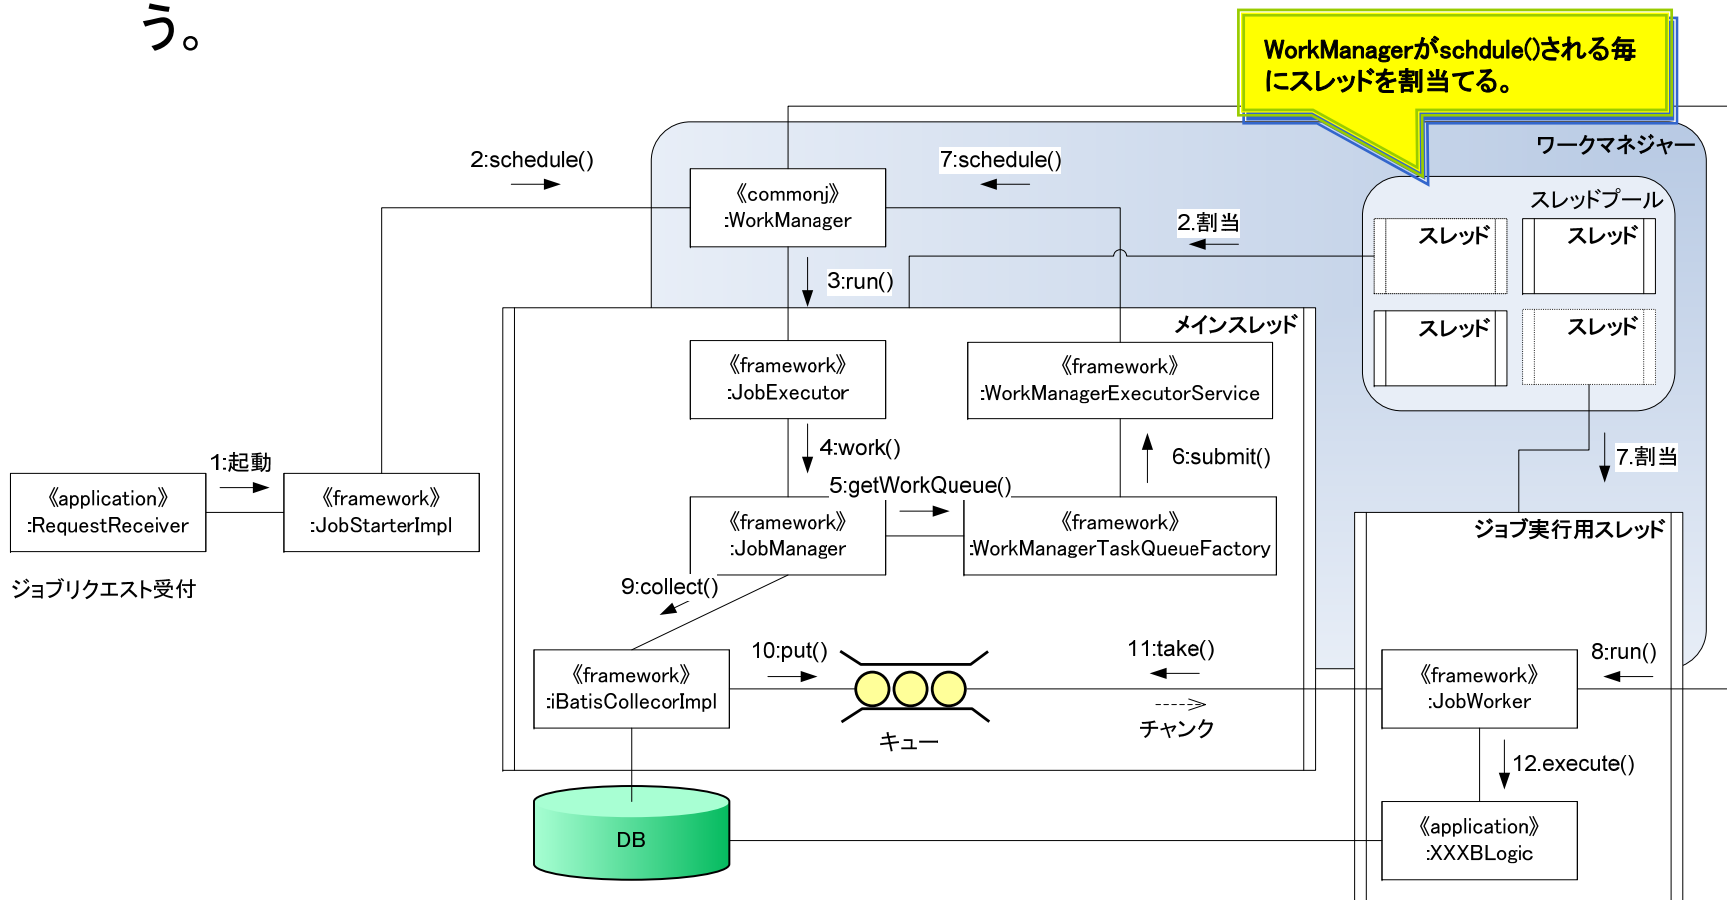 う。
WorkManagerがschdule()される毎
にスレッドを割当てる。
ワークマネジャー
2:schedule()
7:schedule()
《commonj》
:WorkManager
スレッドプール
2.割当
スレッド
スレッド
3:run()
メインスレッド
スレッド
スレッド
《framework》
:JobExecutor
《framework》
:WorkManagerExecutorService
4:work()
6:submit()
7.割当
1:起動
5:getWorkQueue()
《application》
:RequestReceiver
《framework》
:JobStarterImpl
《framework》
:JobManager
《framework》
:WorkManagerTaskQueueFactory
ジョブ実行用スレッド
ジョブリクエスト受付
9:collect()
10:put()
11:take()
8:run()
《framework》
:iBatisCollecorImpl
《framework》
:JobWorker
チャンク
キュー
12.execute()
DB
《application》
:XXXBLogic